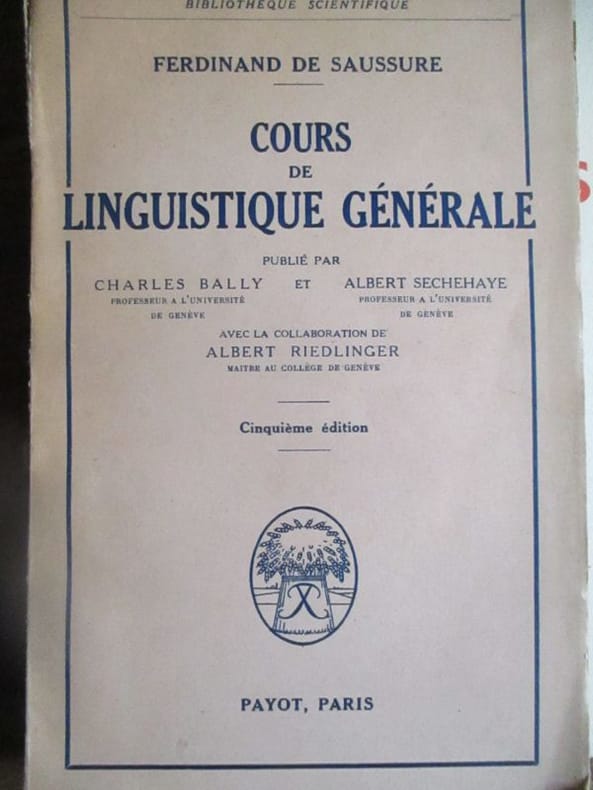 BIBLIOTHÈQUE SCIENTIFIQUE
FERDINAND DE SAUSSURE
COURS
DE
LINGUISTIQUE GÉNÉRALE
PUBLIÉ PAR
CHARLES BALLY ET ALBERT SECHEHAYE
PROFESSEUR A L'UNIVERSITÉ PROFESSEUR A L'UNIVERSITÉ
DE GENÈVE DE GENÈVE
AVEC LA COLLABORATION DE
ALBERT RIEDLINGER
MAITRE AU COLLÈGE DE GENÈVE
Cinquième édition
PAYOT, PARIS